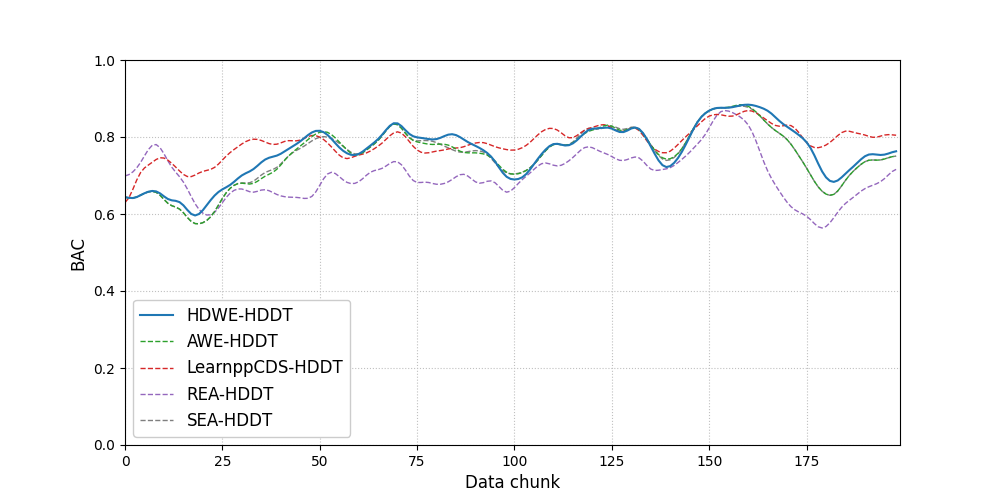 1.0
0.8
0.6
0.4
0.2
0.0
BAC
HDWE-HDDT
AWE-HDDT
LearnppCDS-HDDT
REA-HDDT
SEA-HDDT
0 25 50 75 100 125 150 175
Data chunk